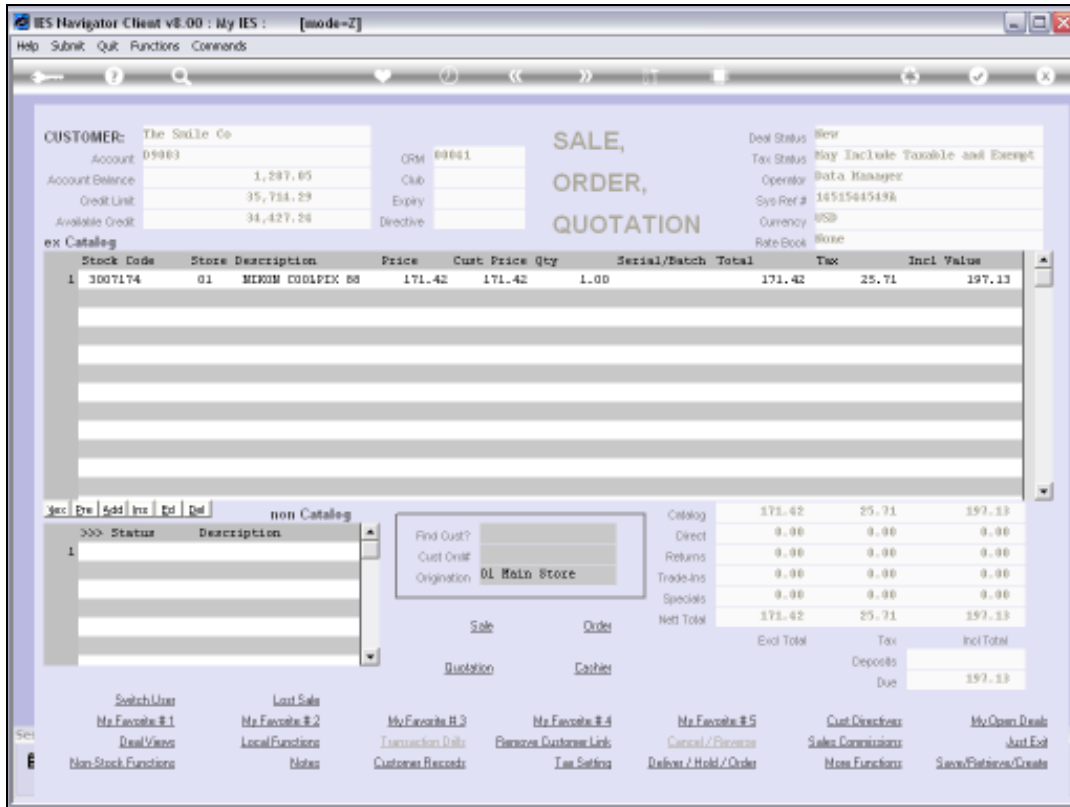 IES Navigator Client v8.00 : My IES : [mode=Z]
Help Submit Quit Functions Commands
CUSTOMER: The Smile Co
Account D9003
Account Balance 1,287.05
Credit Limit 35,714.29
Available Credit 34,427.24
CRM 00061
Club
Expiry
Directive
SALE,
ORDER,
QUOTATION
Deal Status New
Tax Status May Include Taxable and Exempt
Operator Data Manager
Sys Ref #
Currency USD
Rate Book None
ex Catalog
Stock Code Store Description Price Cust Price Qty Serial/Batch Total Tax Incl Value
1 3007174 01 NIKON COOLPIX 171.42 171.42 1.00 171.42 25.71 197.13
Pre Add Ins Del
non Catalog
>>> Status Description
1
Find Cust?
Cust Ord#
Origination 01 Main Store
Sale Order
Quotation Cashier
Catalog 171.42 25.71 197.13
Direct 0.00 0.00 0.00
Returns 0.00 0.00 0.00
Trade-Ins 0.00 0.00 0.00
Specials 0.00 0.00 0.00
Nett Total 171.42 25.71 197.13
Excl Total Tax Incl Total
Deposits
Due 197.13
Switch User Last Sale
My Favorite # 1 My Favorite # 2 My Favorite # 3 My Favorite # 4 My Favorite # 5 Cust Directives My Open Deals
Deal Views Local Functions Transaction Drills Remove Customer Link Cancel / Reverse Sales Commissions Just Exit
Non-Stock Functions Notes Customer Records Tax Setting Deliver / Hold / Order More Functions Save/Retrieve/Create